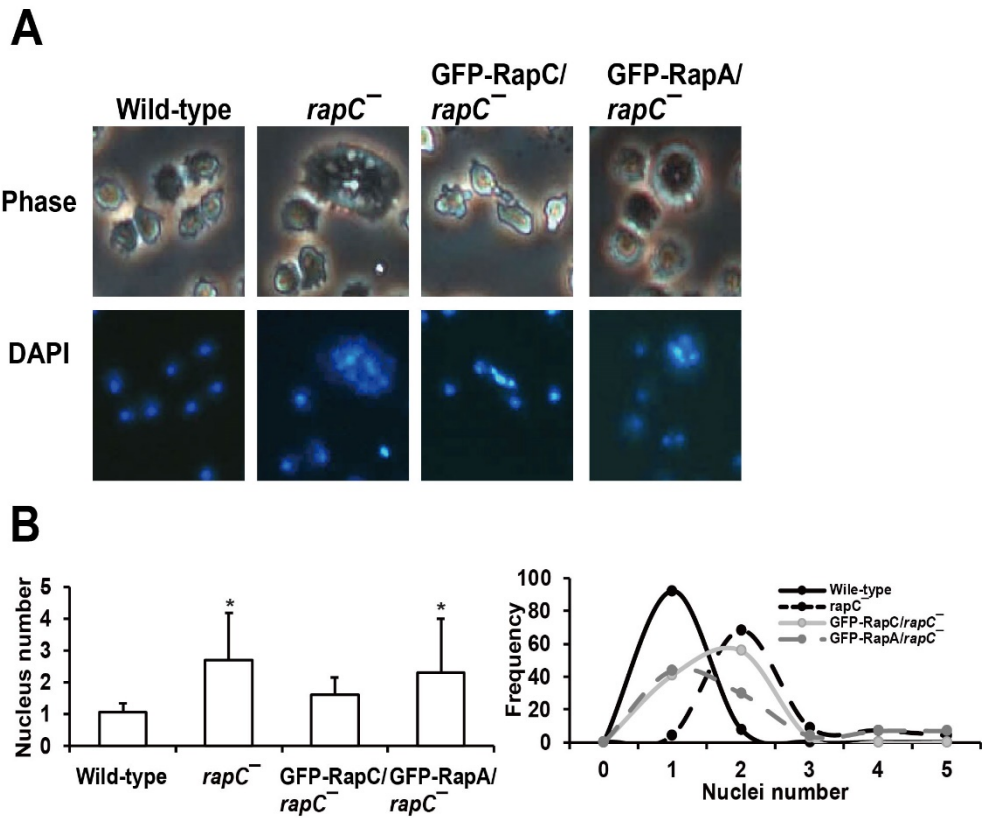 A
Wild-type
rapC⁻
GFP-RapC/
rapC⁻
GFP-RapA/
rapC⁻
Phase
DAPI
B
Nucleus number
5
4
3
2
1
0
*
*
Wild-type
rapC⁻
GFP-RapC/
rapC⁻
GFP-RapA/
rapC⁻
Frequency
100
80
60
40
20
0
Wile-type
rapC⁻
GFP-RapC/rapC⁻
GFP-RapA/rapC⁻
0 1 2 3 4 5
Nuclei number